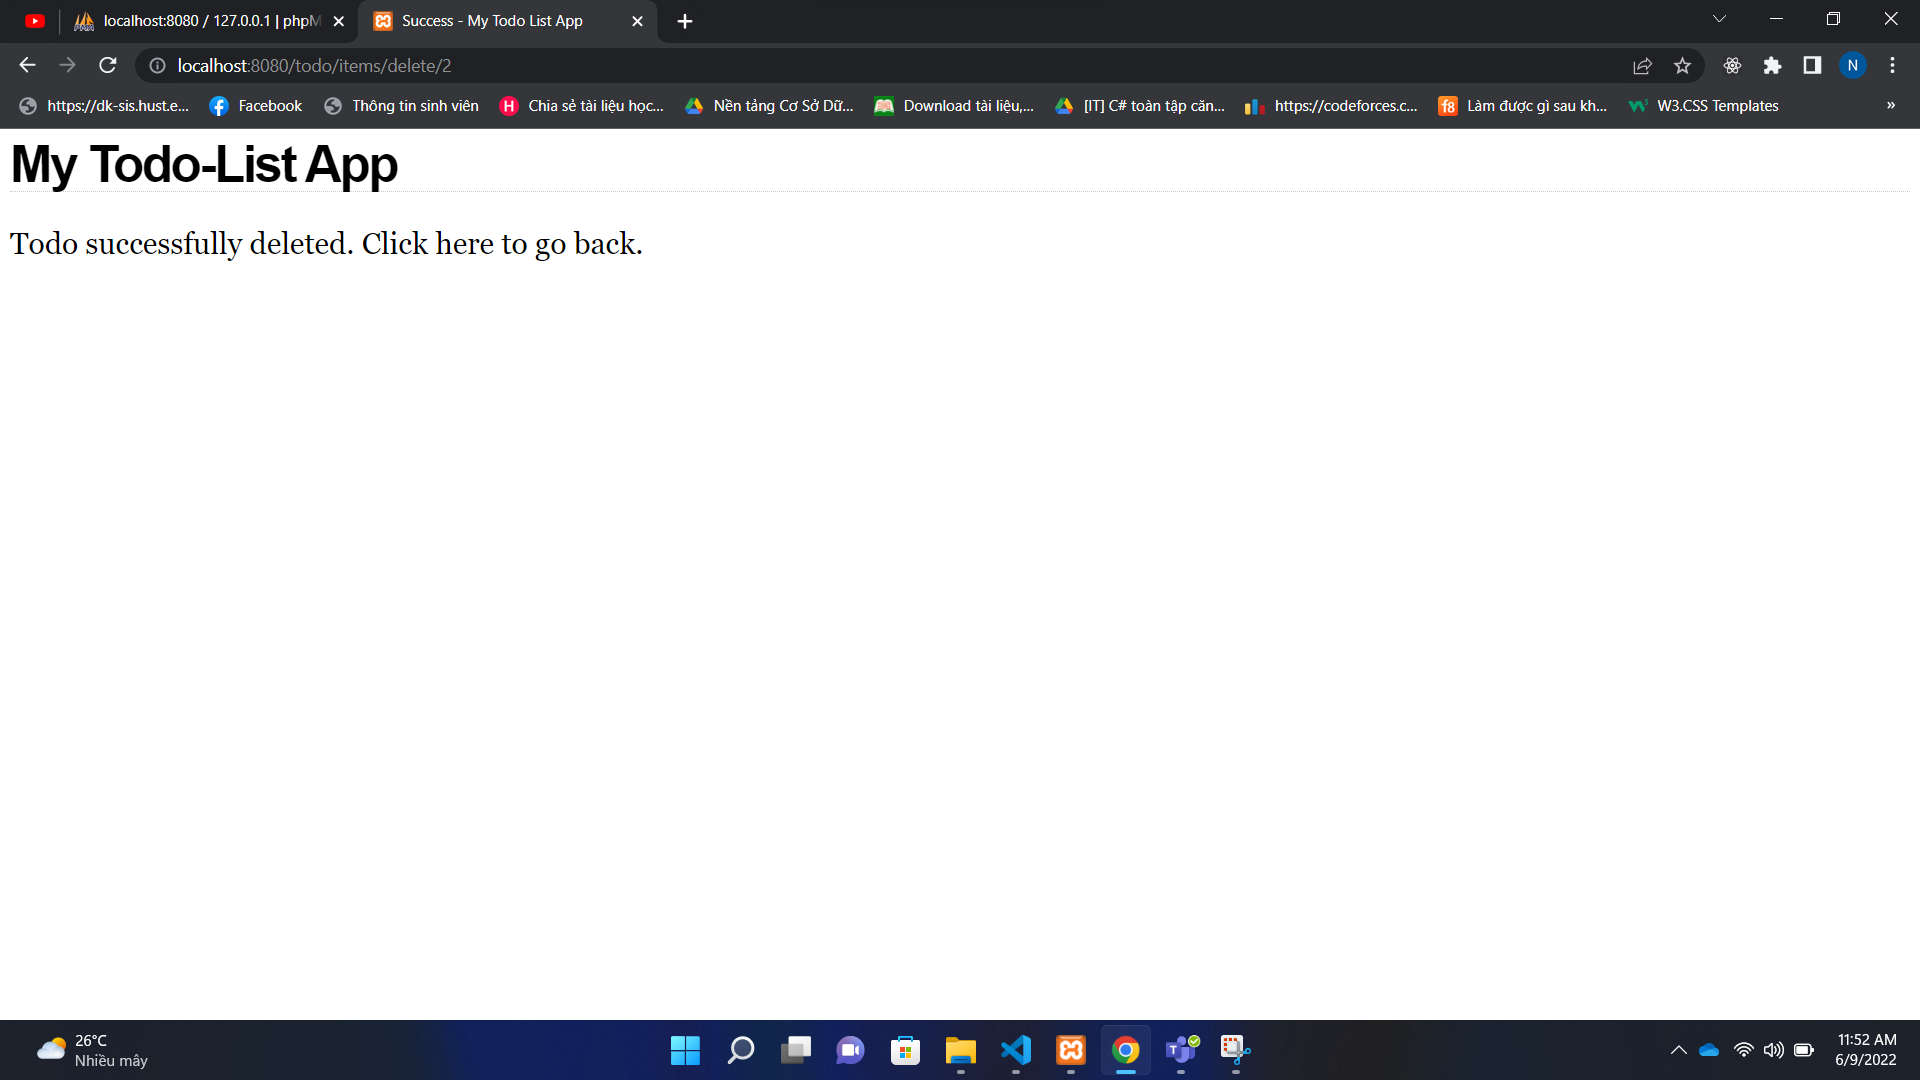 localhost:8080 / 127.0.0.1 | phpM
Success - My Todo List App
localhost:8080/todo/items/delete/2
N
https://dk-sis.hust.e...
Facebook
Thông tin sinh viên
H
Chia sẻ tài liệu học...
Nền tảng Cơ Sở Dữ...
Download tài liệu,...
[IT] C# toàn tập căn...
https://codeforces.c...
f8
Làm được gì sau kh...
W3.CSS Templates
»
My Todo-List App
Todo successfully deleted. Click here to go back.
26°C
Nhiều mây
11:52 AM
6/9/2022